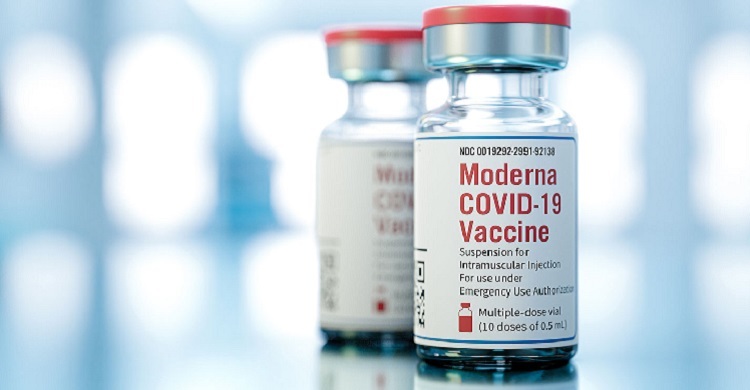 NDC 0019292-2991-92138
Moderna
COVID-19
Vaccine
Suspension for
Intramuscular Injection
For use under
Emergency Use Authorization
Multiple-dose vial
(10 doses of 0.5 mL)